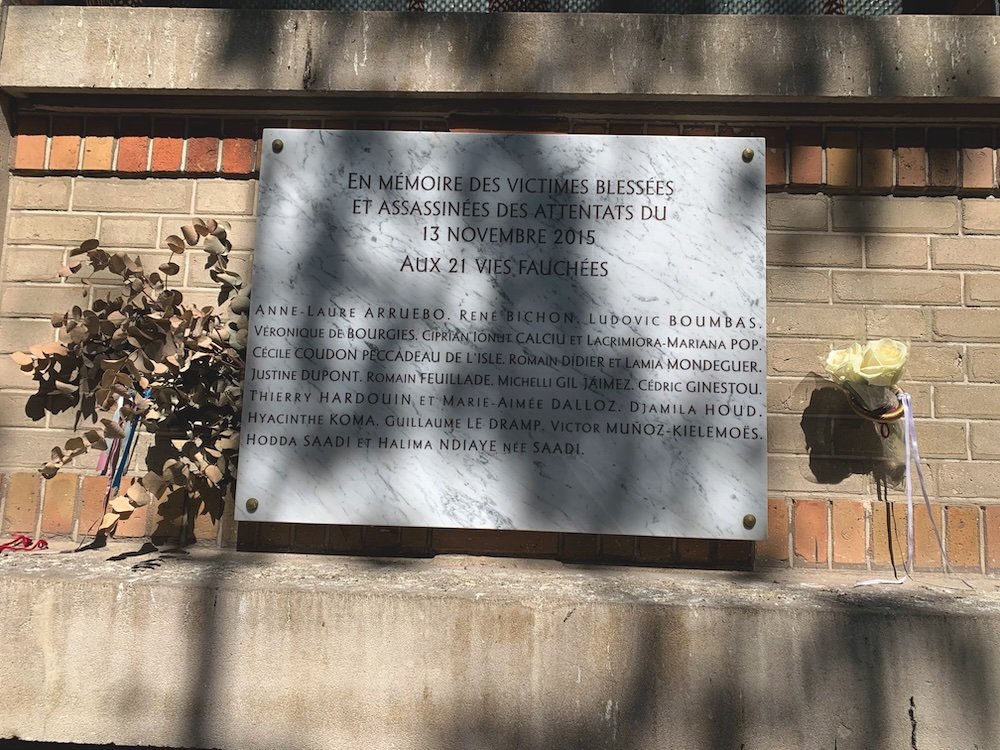 EN MÉMOIRE DES VICTIMES BLESSÉES
ET ASSASSINÉES DES ATTENTATS DU
13 NOVEMBRE 2015
AUX 21 VIES FAUCHÉES
ANNE-LAURE ARRUEBO, RENÉ BICHON, LUDOVIC BOUMBAS,
VÉRONIQUE DE BOURGIES, CIPRIAN IONUT CALCIU ET LACRIMIORA-MARIANA POP,
CÉCILE COUDON PECCADEAU DE L'ISLE, ROMAIN DIDIER ET LAMIA MONDEGUER,
JUSTINE DUPONT, ROMAIN FEUILLADE, MICHELLI GIL JÁIMEZ, CÉDRIC GINESTOU,
THIERRY HARDOUIN ET MARIE-AIMÉE DALLOZ, DJAMILA HOUD,
HYACINTHE KOMA, GUILLAUME LE DRAMP, VICTOR MUÑOZ-KIELEMOËS,
HODDA SAADI ET HALIMA NDIAYE NÉE SAADI.